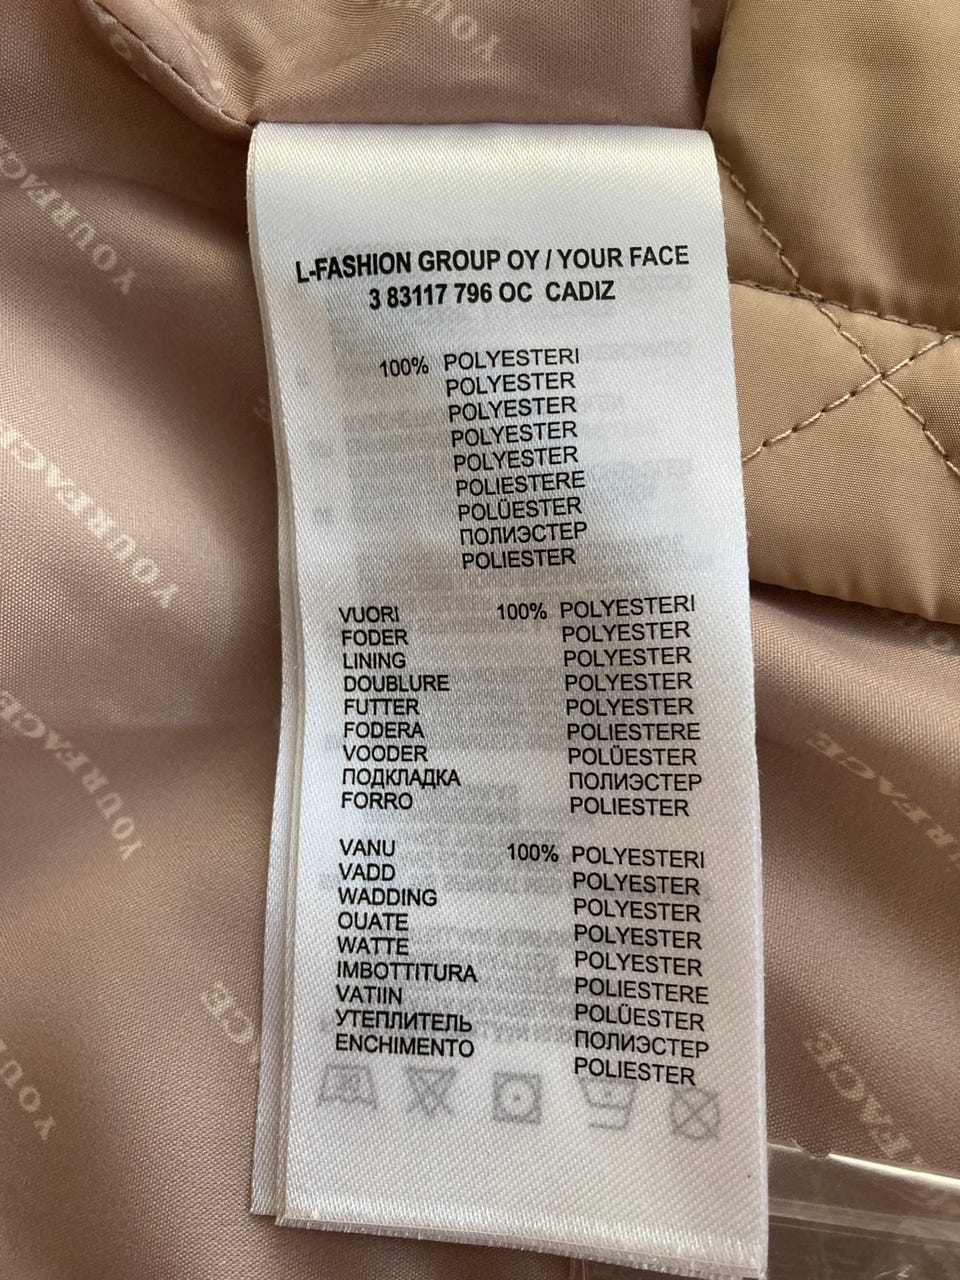 L-FASHION GROUP OY / YOUR FACE
3 83117 796 OC CADIZ
100% POLYESTERI
POLYESTER
POLYESTER
POLYESTER
POLYESTER
POLIESTERE
POLÜESTER
ПОЛИЭСТЕР
POLIESTER
VUORI 100% POLYESTERI
FODER POLYESTER
LINING POLYESTER
DOUBLURE POLYESTER
FUTTER POLYESTER
FODERA POLIESTERE
VOODER POLÜESTER
ПОДКЛАДКА ПОЛИЭСТЕР
FORRO POLIESTER
VANU 100% POLYESTERI
VADD POLYESTER
WADDING POLYESTER
OUATE POLYESTER
WATTE POLYESTER
IMBOTTITURA POLIESTERE
VATIIN POLÜESTER
УТЕПЛИТЕЛЬ ПОЛИЭСТЕР
ENCHIMENTO POLIESTER
YOURFACE
YOURFACE
YOURFACE